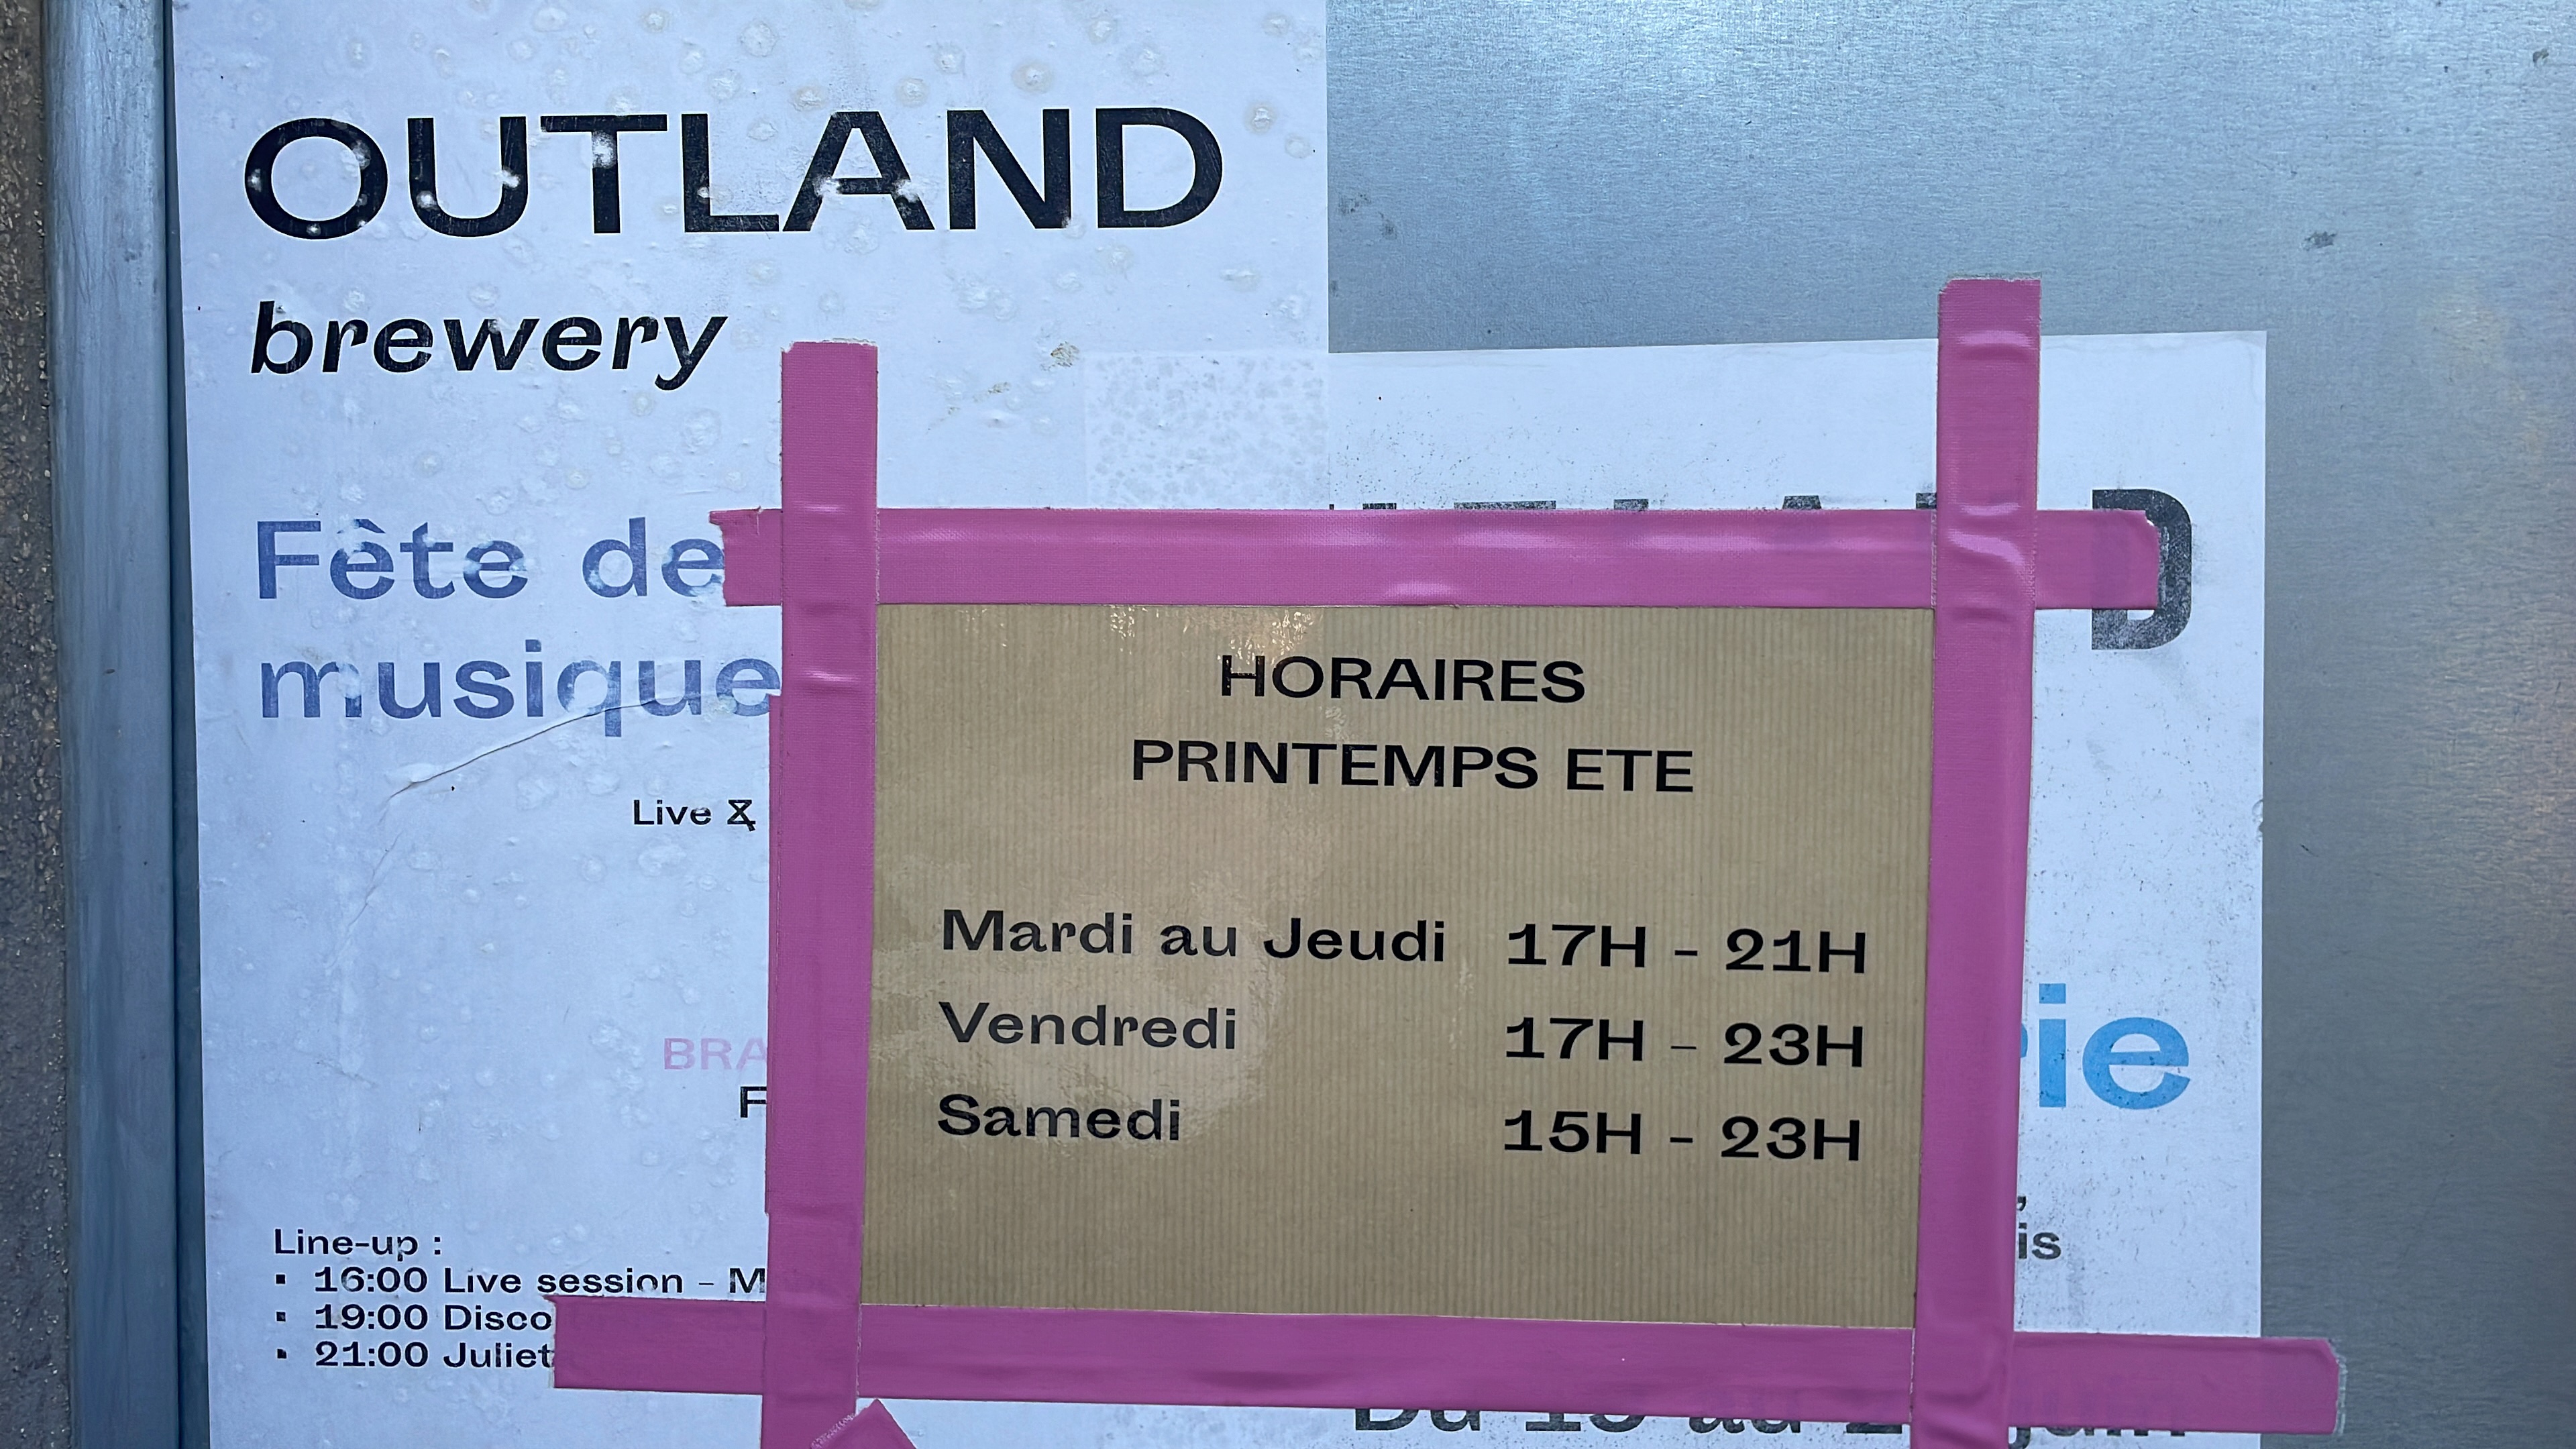 OUTLAND
brewery
Fête de
musique
Live &
Line-up :
▪ 16:00 Live session -
▪ 19:00 Disco
▪ 21:00
HORAIRES
PRINTEMPS ETE
Mardi au Jeudi 17H - 21H
Vendredi 17H - 23H
Samedi 15H - 23H